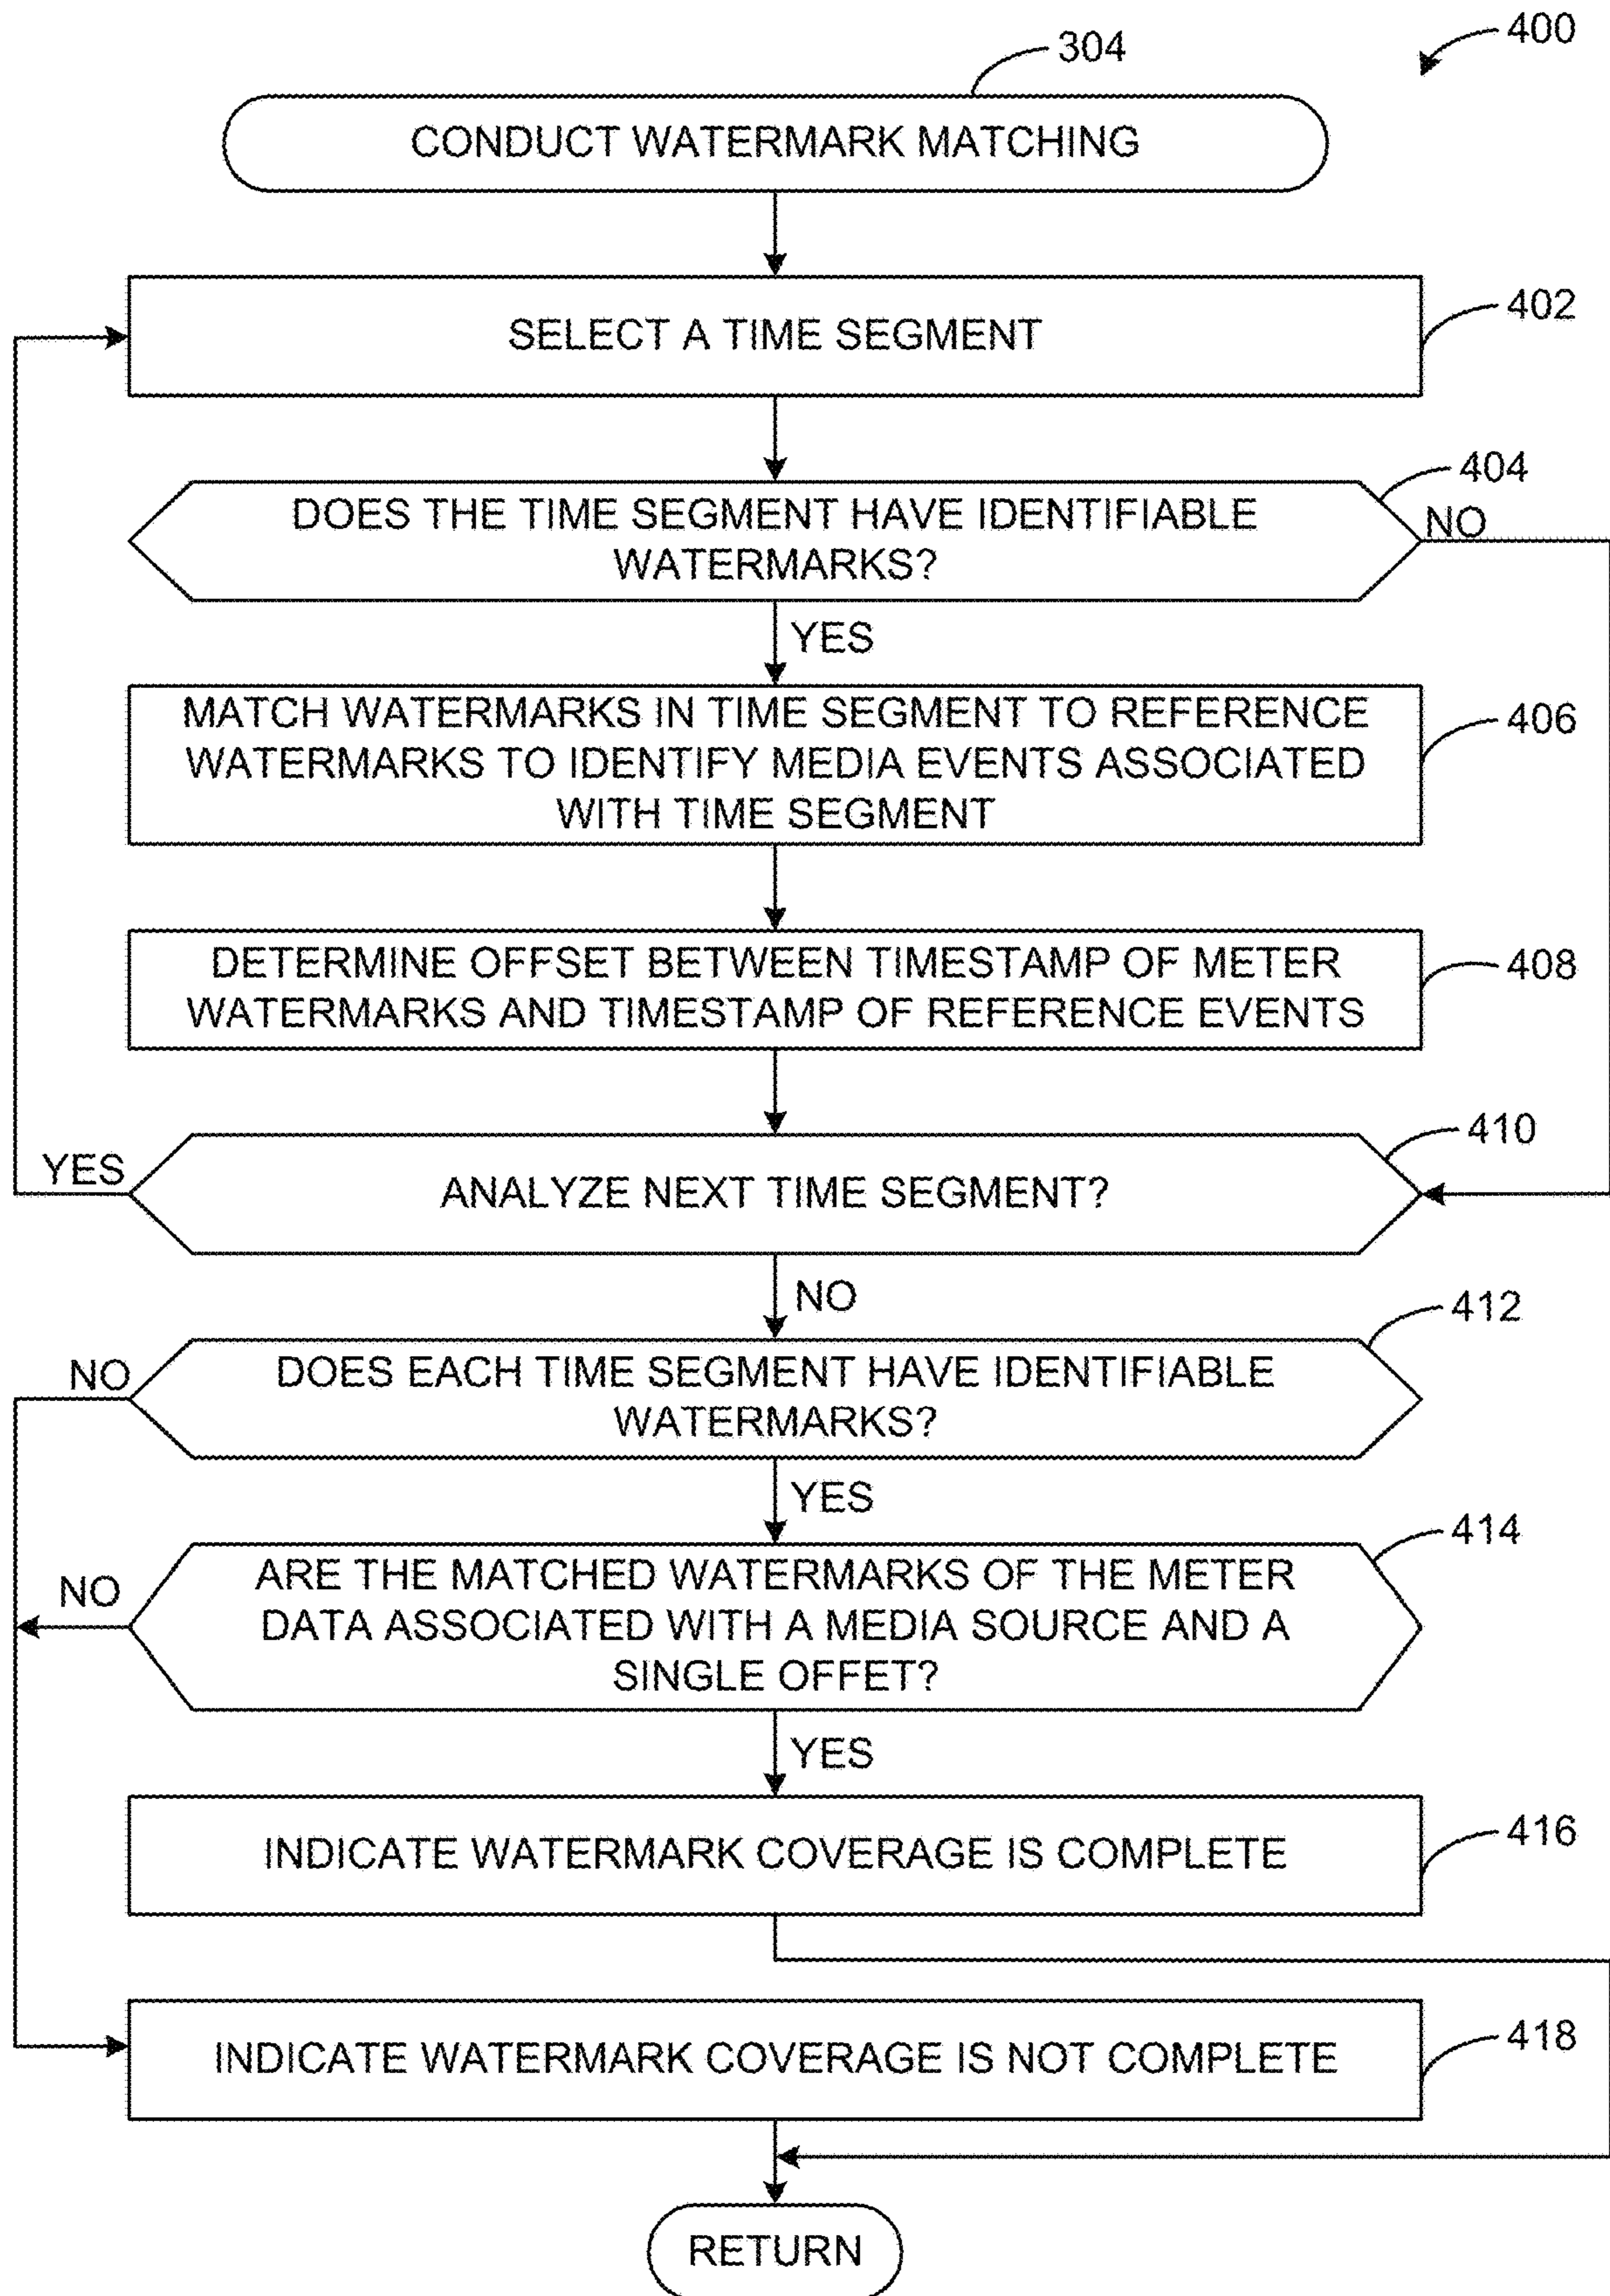 400
304
CONDUCT WATERMARK MATCHING
402
SELECT A TIME SEGMENT
404
DOES THE TIME SEGMENT HAVE IDENTIFIABLE
WATERMARKS?
NO
YES
MATCH WATERMARKS IN TIME SEGMENT TO REFERENCE
WATERMARKS TO IDENTIFY MEDIA EVENTS ASSOCIATED
WITH TIME SEGMENT
406
DETERMINE OFFSET BETWEEN TIMESTAMP OF METER
WATERMARKS AND TIMESTAMP OF REFERENCE EVENTS
408
410
YES
ANALYZE NEXT TIME SEGMENT?
NO
412
NO
DOES EACH TIME SEGMENT HAVE IDENTIFIABLE
WATERMARKS?
YES
414
NO
ARE THE MATCHED WATERMARKS OF THE METER
DATA ASSOCIATED WITH A MEDIA SOURCE AND A
SINGLE OFFET?
YES
416
INDICATE WATERMARK COVERAGE IS COMPLETE
418
INDICATE WATERMARK COVERAGE IS NOT COMPLETE
RETURN